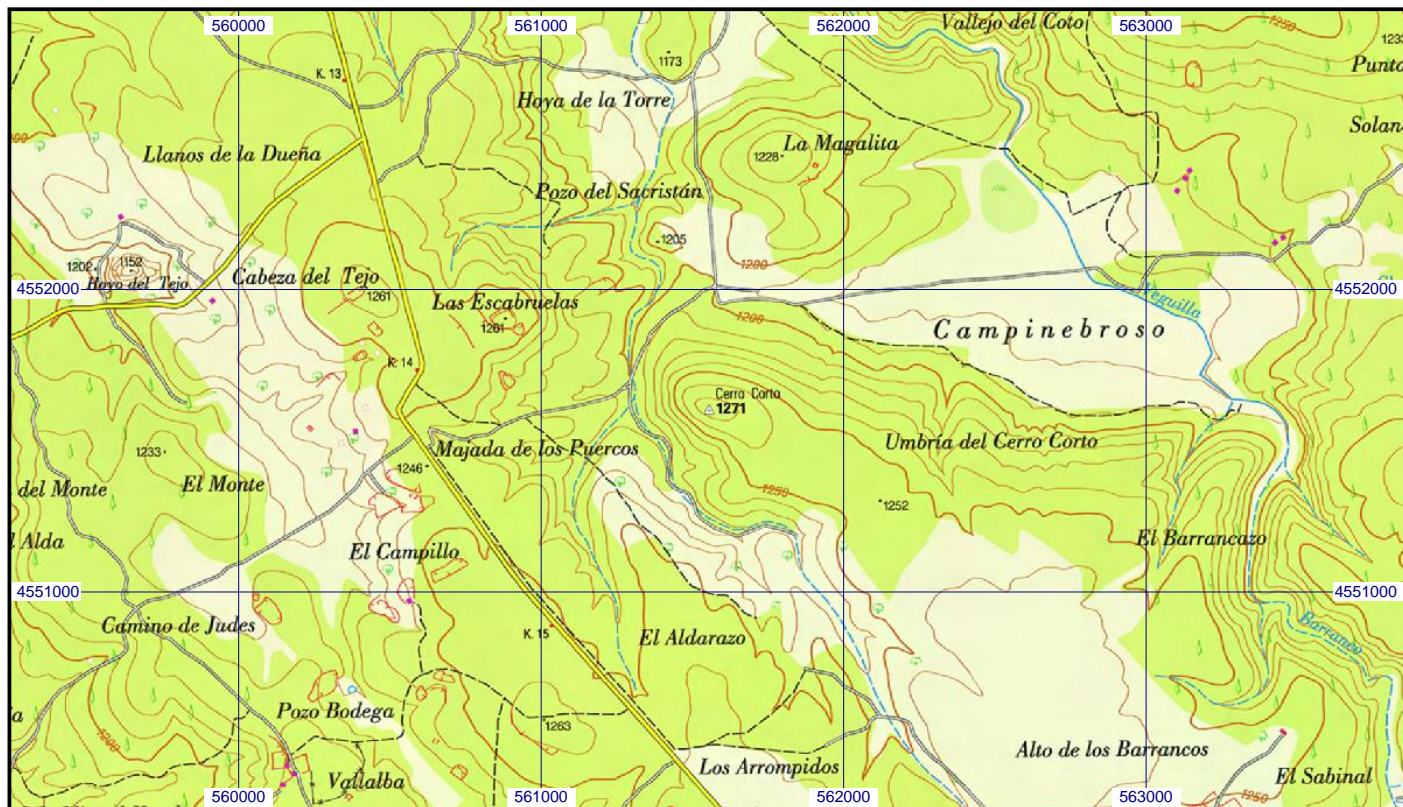 560000 561000 562000 563000
Vallejo del Coto
1250
1233
K. 13
1173
Punto
Hoya de la Torre
Solan
La Magalita
1228
Llanos de la Dueña
Pozo del Sacristán
1205
1200
1202
1152
Hoyo del Tejo
Cabeza del Tejo
1261
Las Escabruelas
1261
4552000 4552000
Veguilla
1200
Campinebroso
K. 14
Cerro Corto
1271
Majada de los Puercos
Umbría del Cerro Corto
1233
1246
El Monte
del Monte
1250
1252
Alda
El Campillo
El Barrancazo
4551000 4551000
Camino de Judes
K. 15
El Aldarazo
Barranco
Pozo Bodega
1263
1200
Alto de los Barrancos
Los Arrompidos
Vallalba
El Sabinal
1250
560000 561000 562000 563000